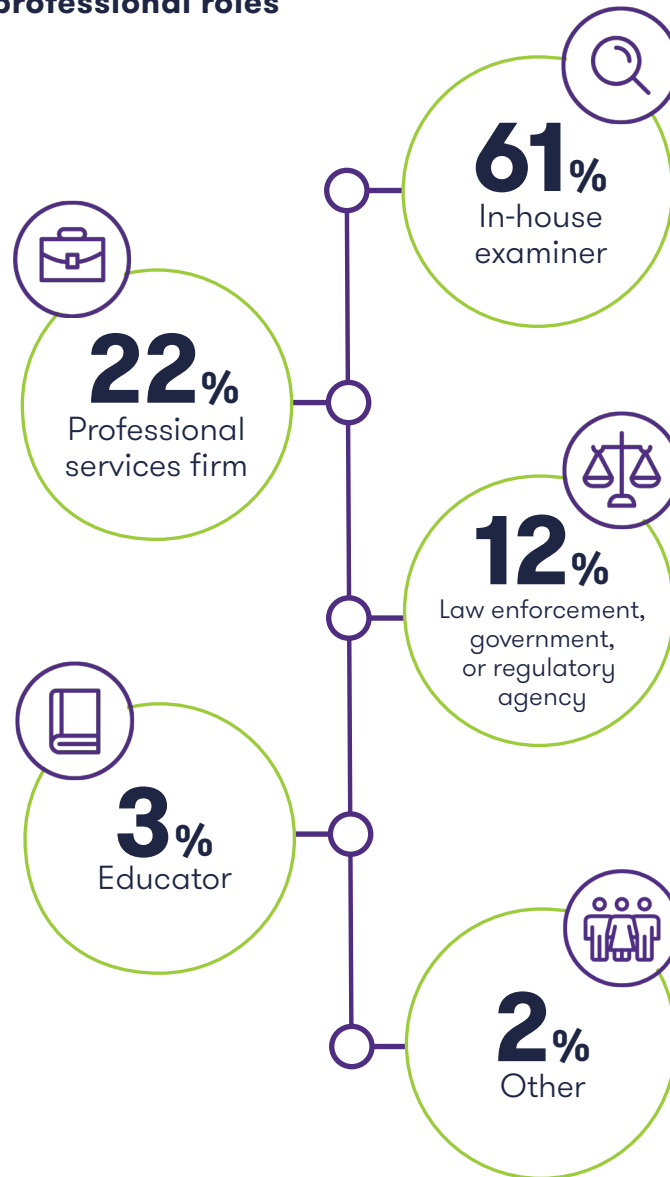 professional roles
61%
In-house
examiner
22%
Professional
services firm
12%
Law enforcement,
government,
or regulatory
agency
3%
Educator
2%
Other